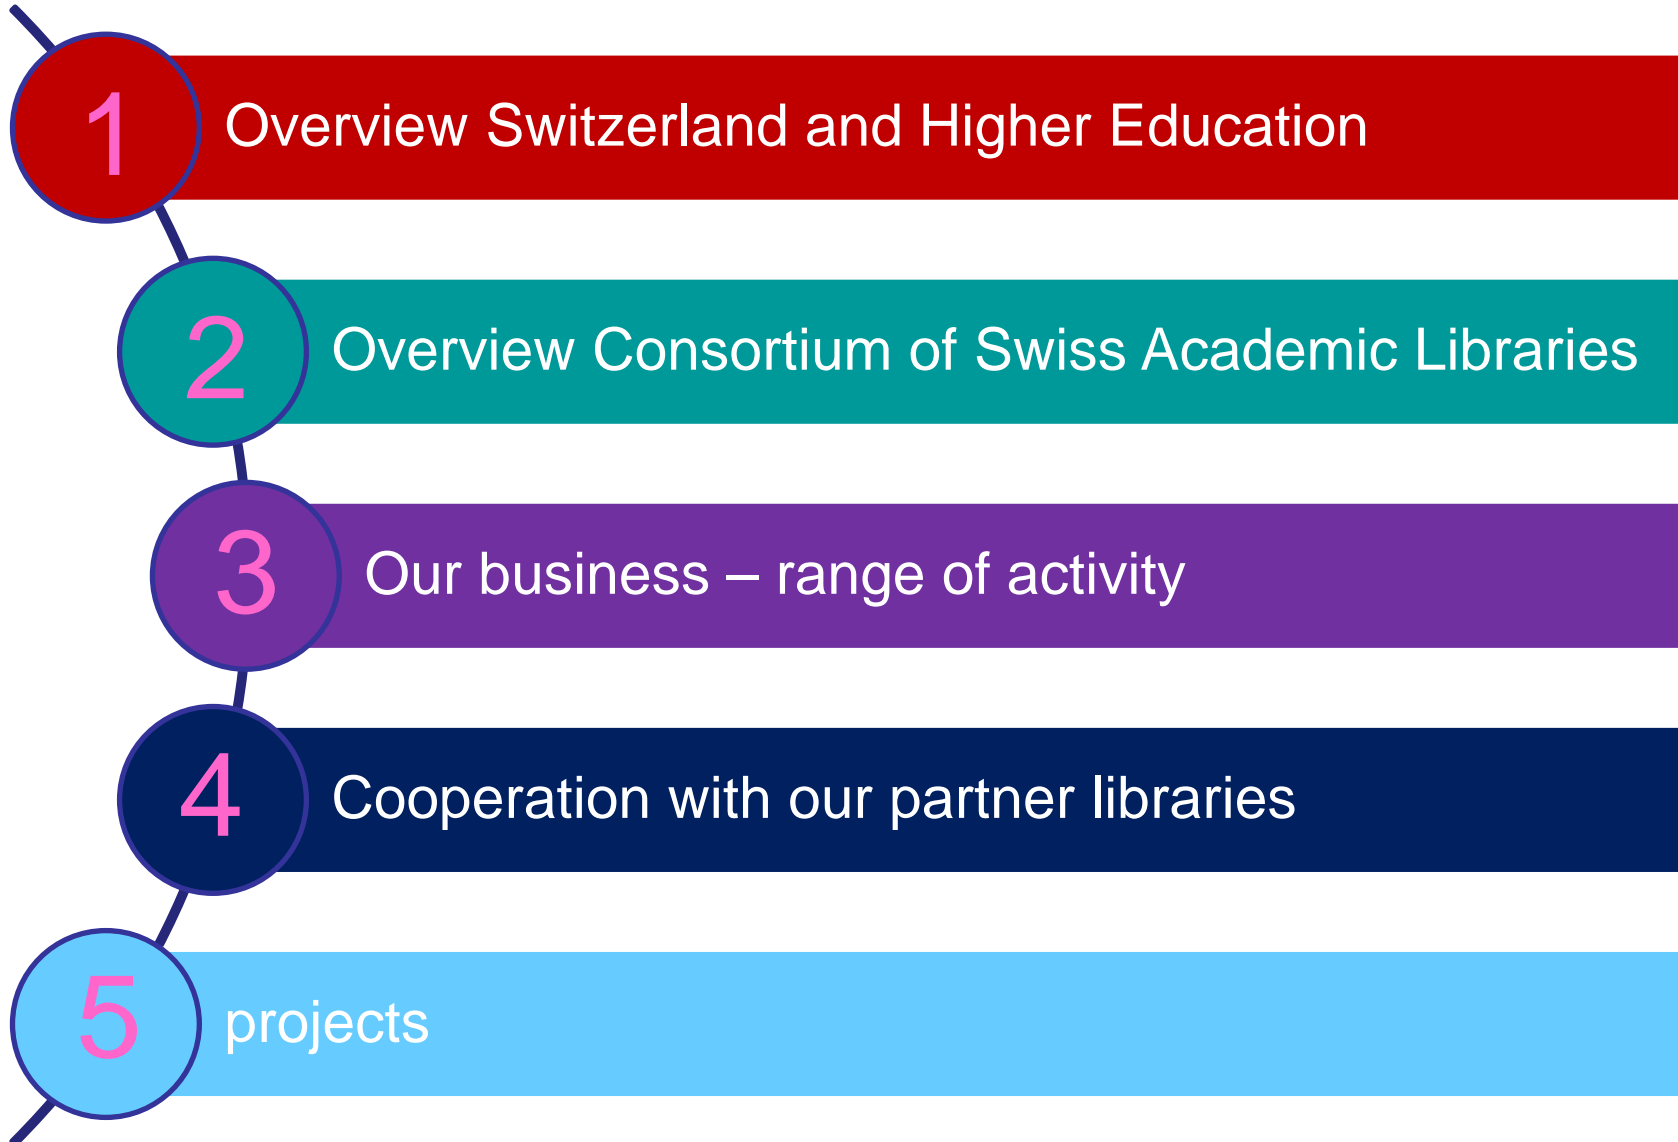 1 Overview Switzerland and Higher Education
2 Overview Consortium of Swiss Academic Libraries
3 Our business – range of activity
4 Cooperation with our partner libraries
5 projects